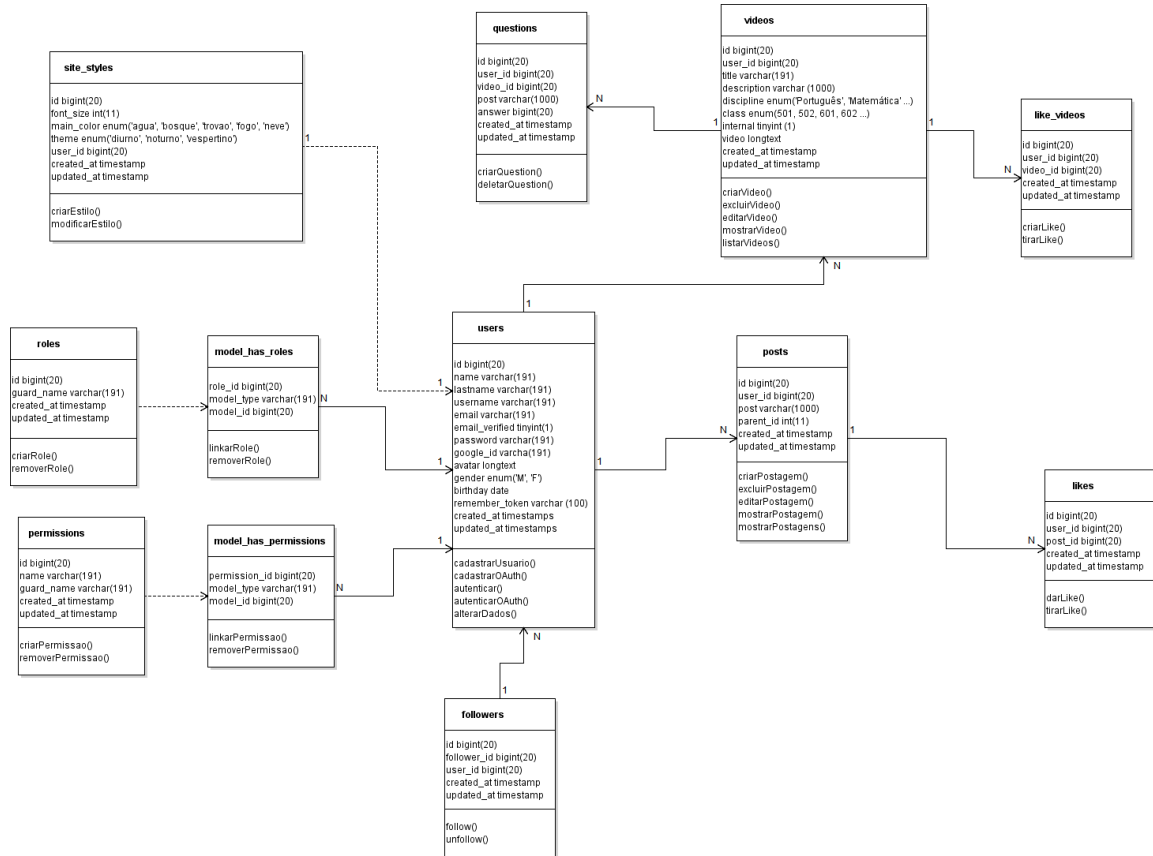 site_styles
id bigint(20)
font_size int(11)
main_color enum('agua', 'bosque', 'trovao', 'fogo', 'neve')
theme enum('diurno', 'noturno', 'vespertino')
user_id bigint(20)
created_at timestamp
updated_at timestamp
criarEstilo()
modificarEstilo()
1
questions
id bigint(20)
user_id bigint(20)
video_id bigint(20)
post varchar(1000)
answer bigint(20)
created_at timestamp
updated_at timestamp
criarQuestion()
deletarQuestion()
N
1
videos
id bigint(20)
user_id bigint(20)
title varchar(191)
description varchar (1000)
discipline enum('Português', 'Matemática' ...)
class enum(501, 502, 601, 602 ...)
internal tinyint (1)
video longtext
created_at timestamp
updated_at timestamp
criarVideo()
excluirVideo()
editarVideo()
mostrarVideo()
listarVideos()
1
N
N
like_videos
id bigint(20)
user_id bigint(20)
video_id bigint(20)
created_at timestamp
updated_at timestamp
criarLike()
tirarLike()
roles
id bigint(20)
guard_name varchar(191)
created_at timestamp
updated_at timestamp
criarRole()
removerRole()
model_has_roles
role_id bigint(20)
model_type varchar(191)
model_id bigint(20)
linkarRole()
removerRole()
N
1
users
id bigint(20)
name varchar(191)
lastname varchar(191)
username varchar(191)
email varchar(191)
email_verified tinyint(1)
password varchar(191)
google_id varcha(191)
avatar longtext
gender enum('M', 'F')
birthday date
remember_token varchar (100)
created_at timestamps
updated_at timestamps
cadastrarUsuario()
cadastrarOAuth()
autenticar()
autenticarOAuth()
alterarDados()
1
1
1
1
N
N
posts
id bigint(20)
user_id bigint(20)
post varchar(1000)
parent_id int(11)
created_at timestamp
updated_at timestamp
criarPostagem()
excluirPostagem()
editarPostagem()
mostrarPostagem()
mostrarPostagens()
1
N
likes
id bigint(20)
user_id bigint(20)
post_id bigint(20)
created_at timestamp
updated_at timestamp
darLike()
tirarLike()
permissions
id bigint(20)
name varchar(191)
guard_name varchar(191)
created_at timestamp
updated_at timestamp
criarPermissao()
removerPermissao()
model_has_permissions
permission_id bigint(20)
model_type varchar(191)
model_id bigint(20)
linkarPermissao()
removerPermissao()
N
1
followers
id bigint(20)
follower_id bigint(20)
user_id bigint(20)
created_at timestamp
updated_at timestamp
follow()
unfollow()